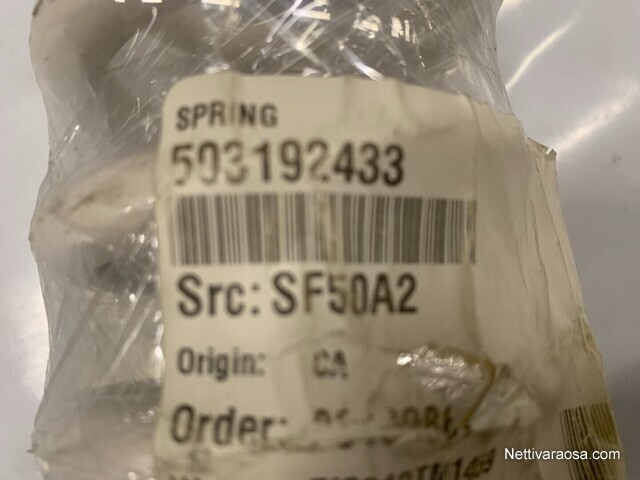 SPRING
503192433
Src: SF50A2
Origin: CA
Order:
Nettivaraosa.com